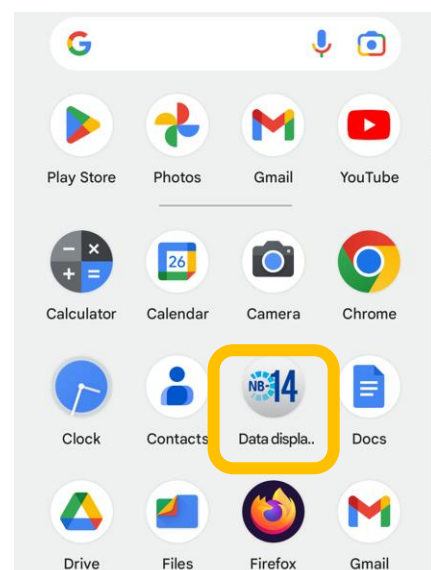 Play Store Photos Gmail YouTube
Calculator Calendar Camera Chrome
26
NB-14
Clock Contacts Data displa.. Docs
Drive Files Firefox Gmail